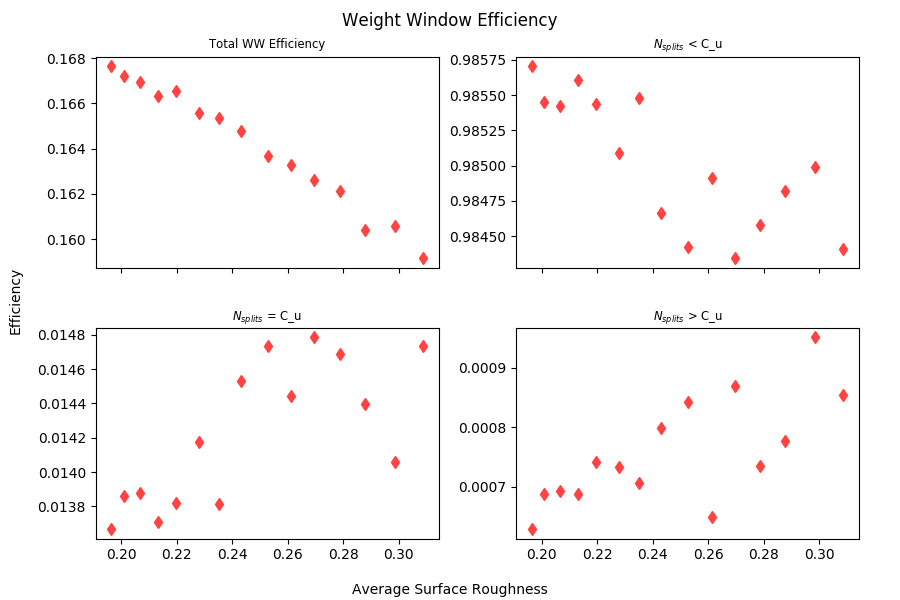 Weight Window Efficiency
Total WW Efficiency
0.168
0.166
0.164
0.162
0.160
N_splits < C_u
0.98575
0.98550
0.98525
0.98500
0.98475
0.98450
Efficiency
N_splits = C_u
0.0148
0.0146
0.0144
0.0142
0.0140
0.0138
0.20 0.22 0.24 0.26 0.28 0.30
N_splits > C_u
0.0009
0.0008
0.0007
0.20 0.22 0.24 0.26 0.28 0.30
Average Surface Roughness